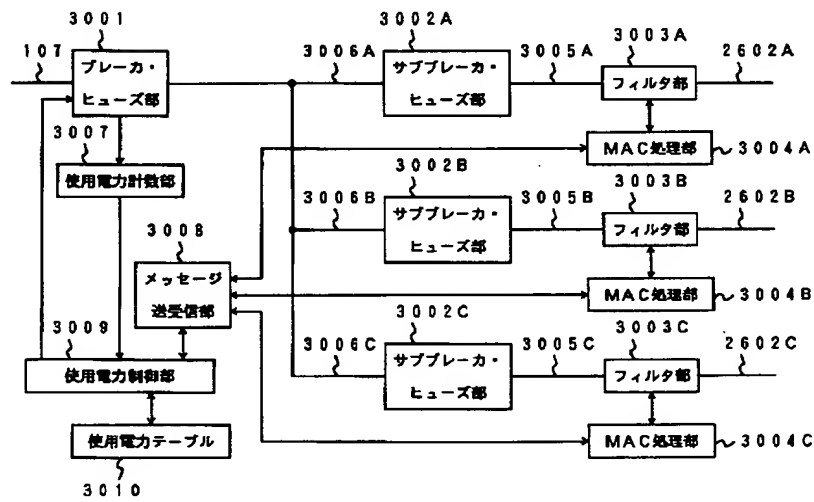 3001
107
ブレーカ・
ヒューズ部
3007
使用電力計数部
3008
メッセージ
送受信部
3009
使用電力制御部
使用電力テーブル
3010
3002A
3006A
サブブレーカ・
ヒューズ部
3005A
3003A
フィルタ部
2602A
MAC処理部
3004A
3002B
3006B
サブブレーカ・
ヒューズ部
3005B
3003B
フィルタ部
2602B
MAC処理部
3004B
3002C
3006C
サブブレーカ・
ヒューズ部
3005C
3003C
フィルタ部
2602C
MAC処理部
3004C